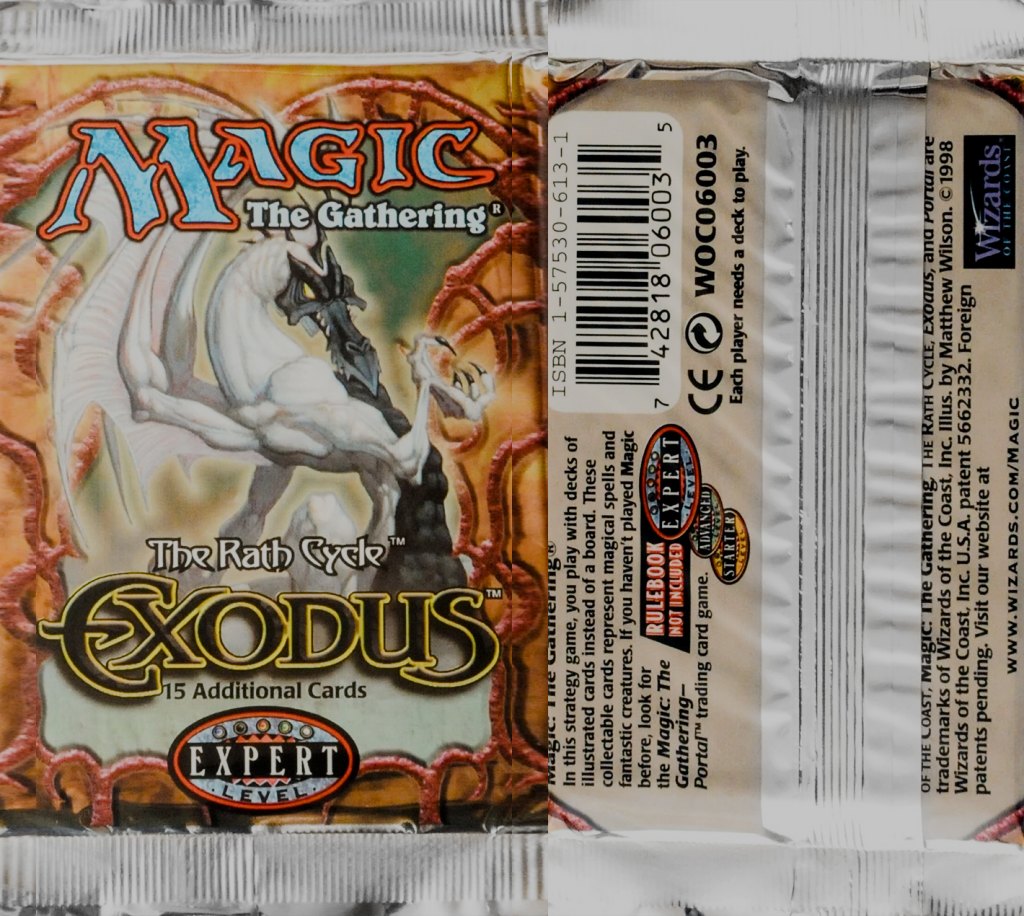 MAGIC
The Gathering®
The Rath Cycle™
EXODUS™
15 Additional Cards
EXPERT
LEVEL
ISBN 1-57530-613-1
7 42818 06003 5
CE WOC06003
Each player needs a deck to play.
Magic: The Gathering®
In this strategy game, you play with decks of
illustrated cards instead of a board. These
collectable cards represent magical spells and
fantastic creatures. If you haven't played Magic
before, look for
the Magic: The
Gathering–
Portal™ trading card game.
RULEBOOK
NOT INCLUDED
EXPERT
LEVEL
ADVANCED
STARTER
OF THE COAST, Magic: The Gathering, THE RATH CYCLE, Exodus, and Portal are
trademarks of Wizards of the Coast, Inc. Illus. by Matthew Wilson. © 1998
Wizards of the Coast, Inc. U.S.A. patent 5662332. Foreign
patents pending. Visit our website at
WWW.WIZARDS.COM/MAGIC
Wizards
OF THE COAST